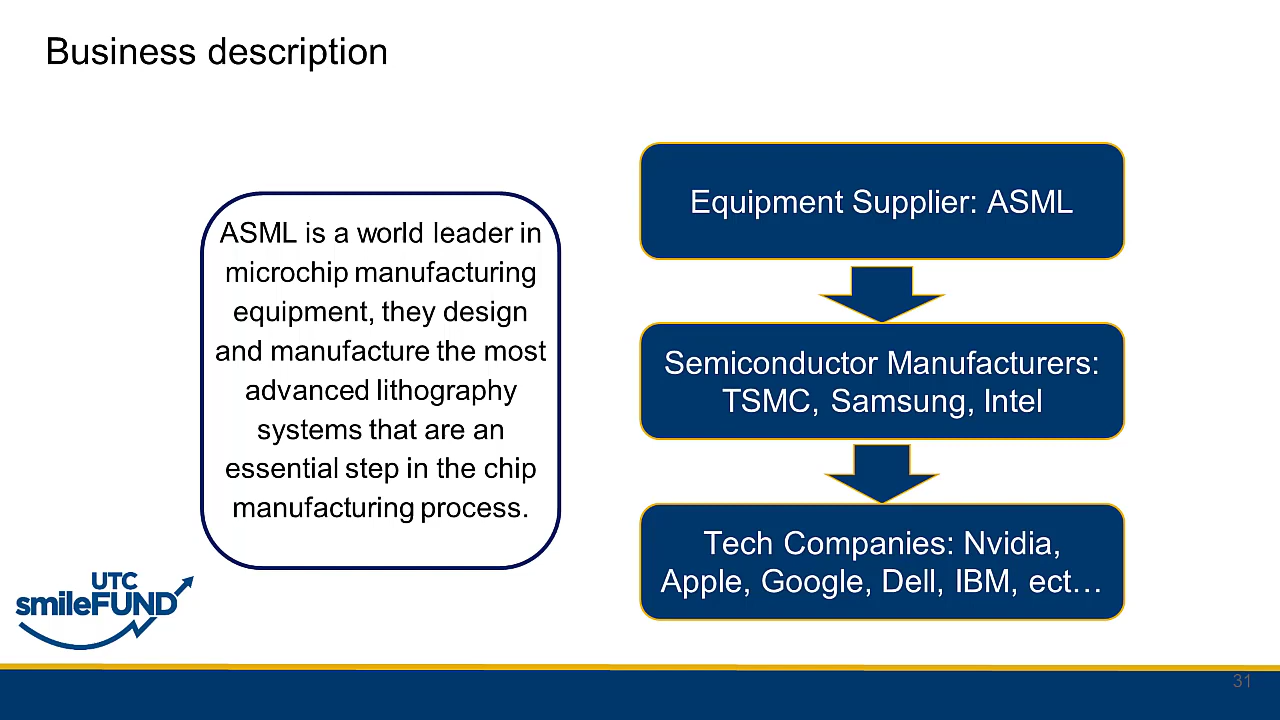 Business description
ASML is a world leader in
microchip manufacturing
equipment, they design
and manufacture the most
advanced lithography
systems that are an
essential step in the chip
manufacturing process.
Equipment Supplier: ASML
Semiconductor Manufacturers:
TSMC, Samsung, Intel
Tech Companies: Nvidia,
Apple, Google, Dell, IBM, ect…
UTC
smileFUND
31